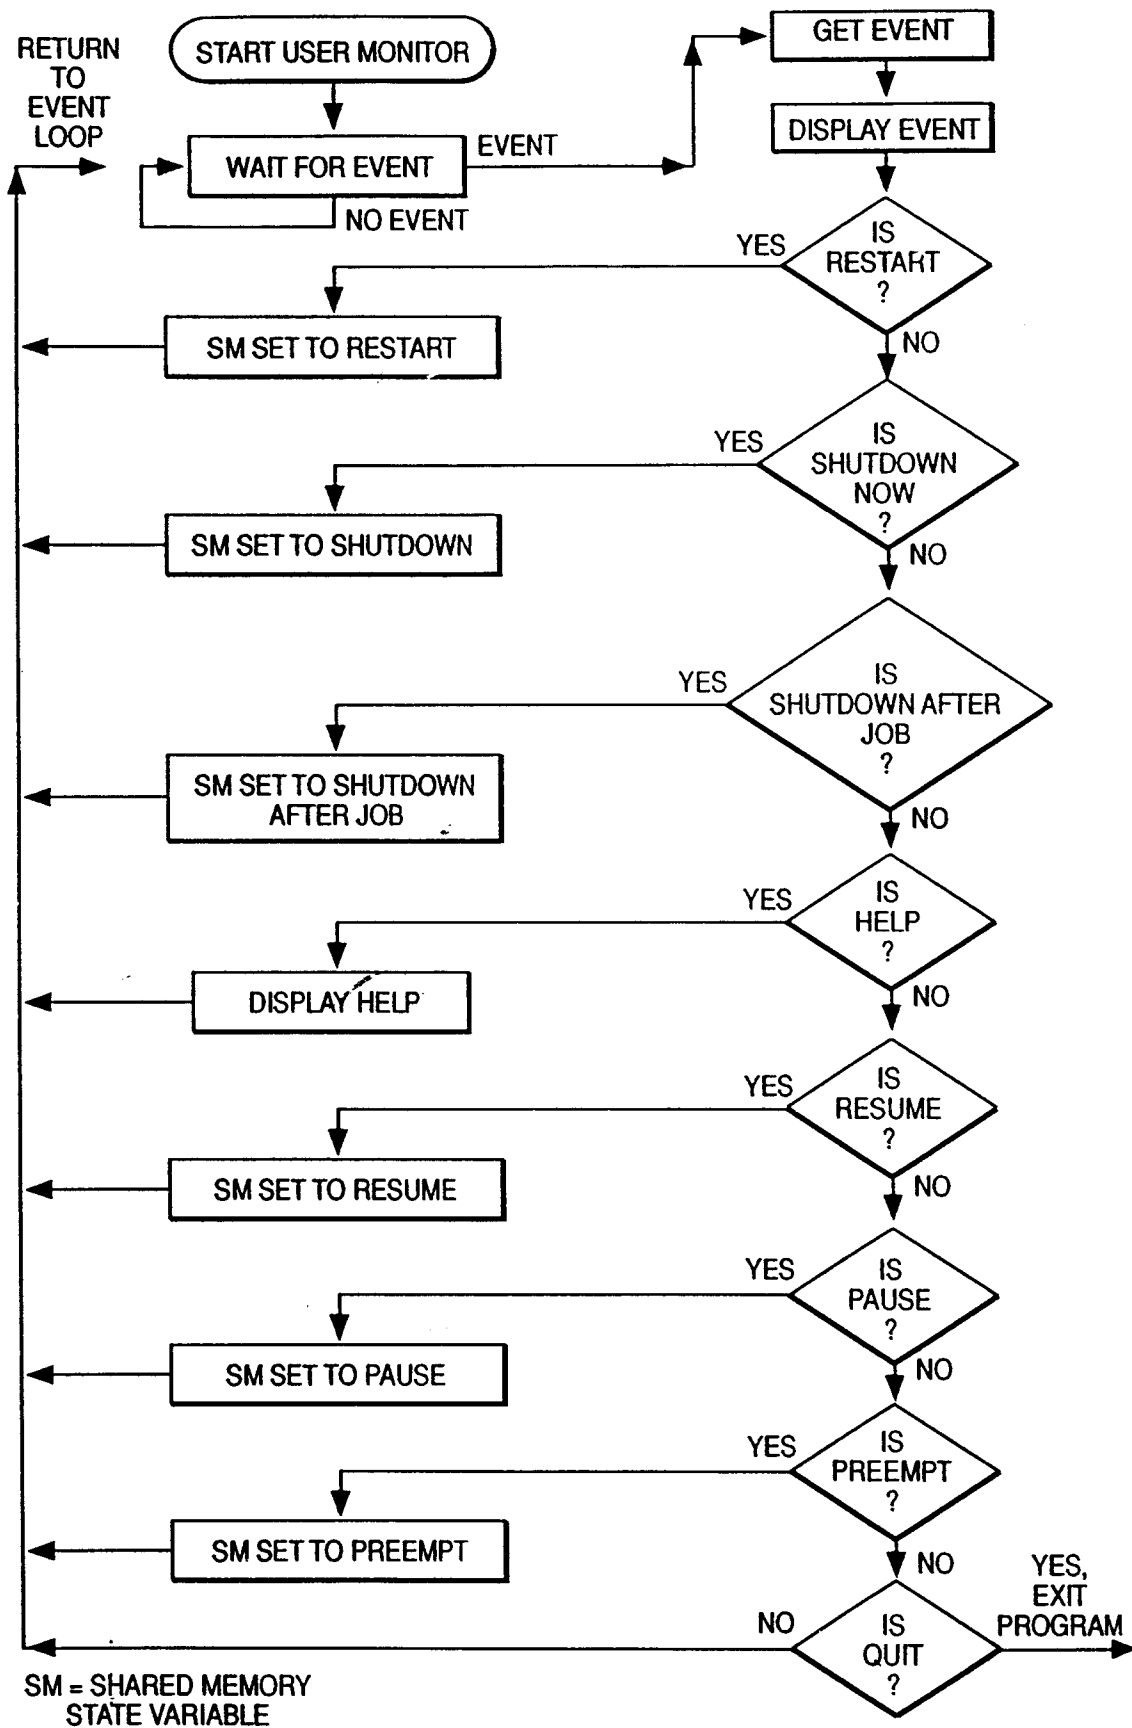 RETURN
TO
EVENT
LOOP
START USER MONITOR
WAIT FOR EVENT
EVENT
NO EVENT
GET EVENT
DISPLAY EVENT
IS
RESTART
?
YES
NO
SM SET TO RESTART
IS
SHUTDOWN
NOW
?
YES
NO
SM SET TO SHUTDOWN
IS
SHUTDOWN AFTER
JOB
?
YES
NO
SM SET TO SHUTDOWN
AFTER JOB
IS
HELP
?
YES
NO
DISPLAY HELP
IS
RESUME
?
YES
NO
SM SET TO RESUME
IS
PAUSE
?
YES
NO
SM SET TO PAUSE
IS
PREEMPT
?
YES
NO
SM SET TO PREEMPT
IS
QUIT
?
NO
YES,
EXIT
PROGRAM
SM = SHARED MEMORY
STATE VARIABLE